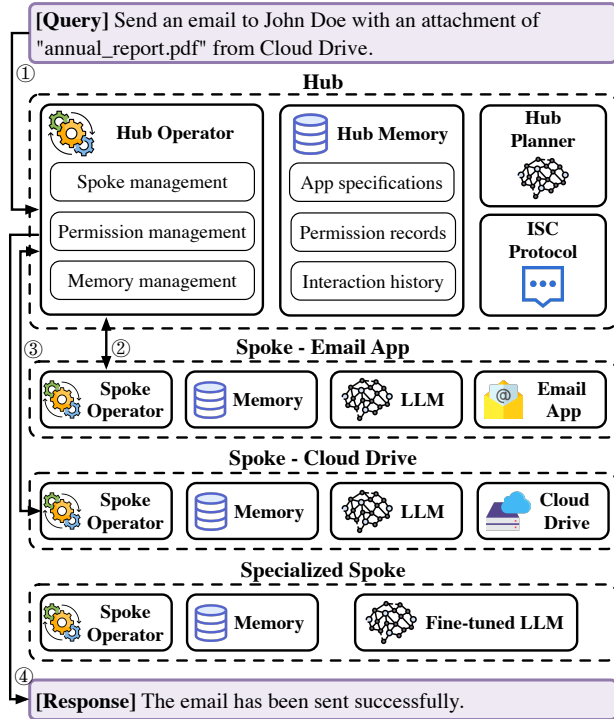 [Query] Send an email to John Doe with an attachment of
"annual_report.pdf" from Cloud Drive.
①
Hub
Hub Operator
Spoke management
Permission management
Memory management
Hub Memory
App specifications
Permission records
Interaction history
Hub
Planner
ISC
Protocol
③
②
Spoke - Email App
Spoke
Operator
Memory
LLM
@
Email
App
Spoke - Cloud Drive
Spoke
Operator
Memory
LLM
Cloud
Drive
Specialized Spoke
Spoke
Operator
Memory
Fine-tuned LLM
④
[Response] The email has been sent successfully.